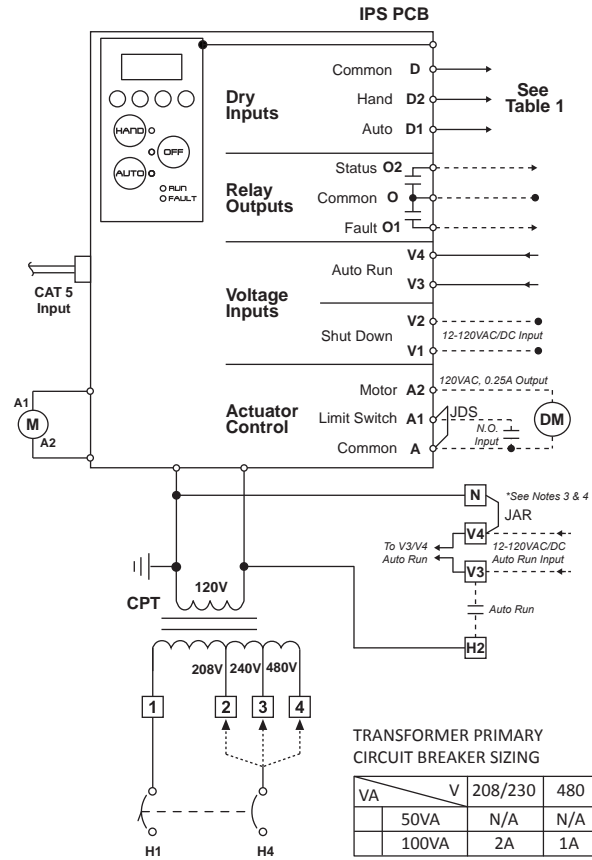 IPS PCB
HAND
OFF
AUTO
RUN
FAULT
Dry
Inputs
Common D
Hand D2
Auto D1
See
Table 1
Relay
Outputs
Status O2
Common O
Fault O1
CAT 5
Input
Voltage
Inputs
Auto Run
V4
V3
Shut Down
V2
V1
12-120VAC/DC Input
Actuator
Control
Motor A2
120VAC, 0.25A Output
Limit Switch A1
JDS
N.O.
Input
DM
Common A
A1
M
A2
N
*See Notes 3 & 4
JAR
To V3/V4
Auto Run
V4
12-120VAC/DC
Auto Run Input
V3
Auto Run
H2
CPT
120V
208V 240V 480V
1 2 3 4
H1 H4
TRANSFORMER PRIMARY
CIRCUIT BREAKER SIZING
VA V 208/230 480
50VA N/A N/A
100VA 2A 1A